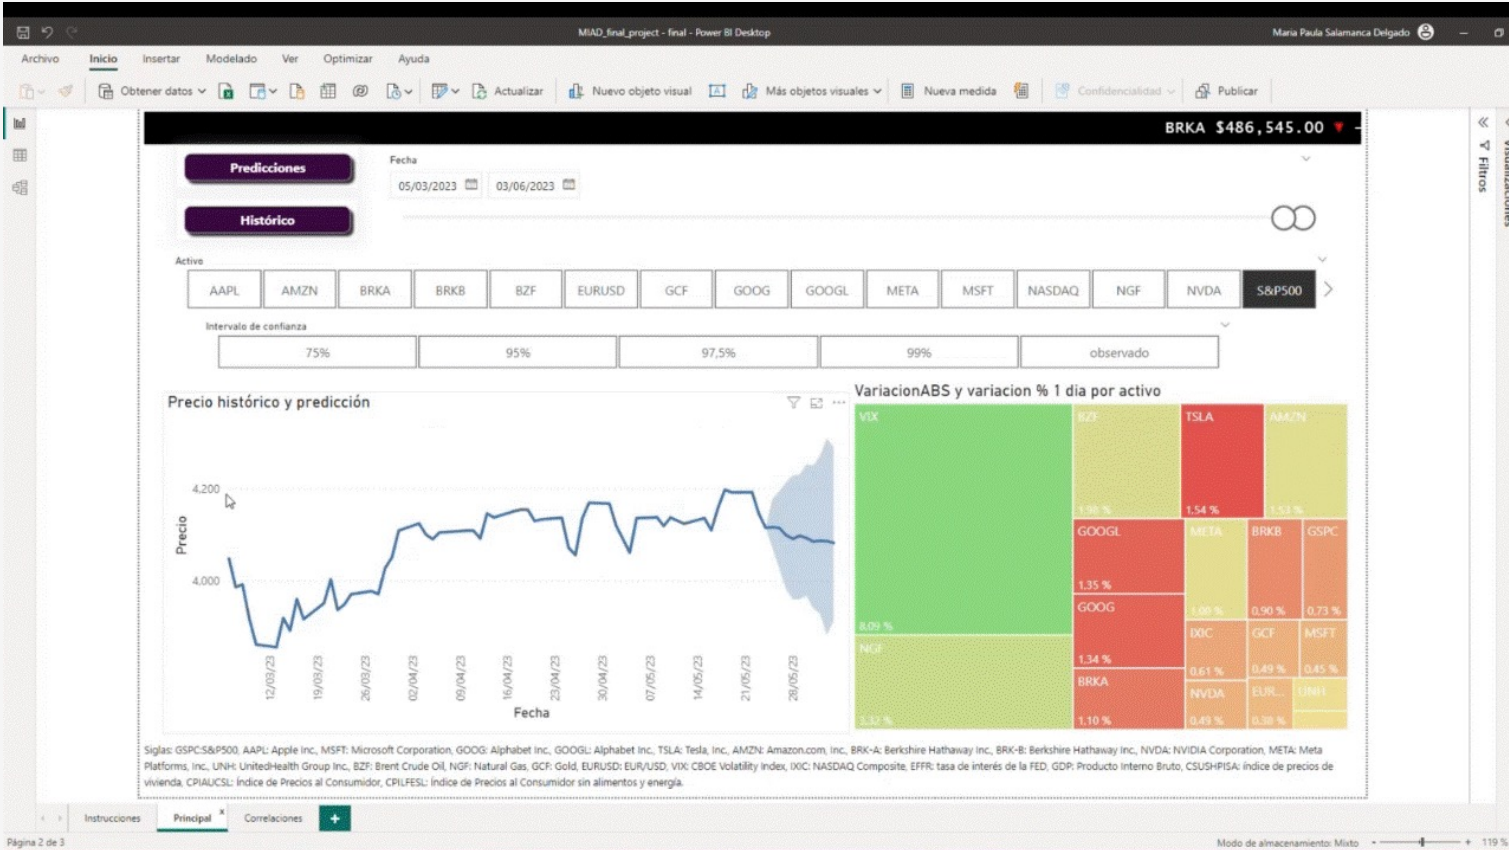 MIAD_final_project - final - Power BI Desktop
Maria Paula Salamanca Delgado
Archivo Inicio Insertar Modelado Ver Optimizar Ayuda
Obtener datos Actualizar Nuevo objeto visual Más objetos visuales Nueva medida Confidencialidad Publicar
BRKA $486,545.00 ▼ -
Predicciones
Histórico
Fecha
05/03/2023 03/06/2023
Filtros
Visualizaciones
Activo
AAPL AMZN BRKA BRKB BZF EURUSD GCF GOOG GOOGL META MSFT NASDAQ NGF NVDA S&P500
Intervalo de confianza
75% 95% 97,5% 99% observado
Precio histórico y predicción
4,200
4,000
Precio
12/03/23 19/03/23 26/03/23 02/04/23 09/04/23 16/04/23 23/04/23 30/04/23 07/05/23 14/05/23 21/05/23 28/05/23
Fecha
VariacionABS y variacion % 1 dia por activo
VIX
8,09 %
NGF
3,32 %
BZF
1,98 %
TSLA
1,54 %
AMZN
1,53 %
GOOGL
1,35 %
GOOG
1,34 %
BRKA
1,10 %
META
1,00 %
BRKB
0,90 %
GSPC
0,73 %
IXIC
0,61 %
GCF
0,49 %
MSFT
0,45 %
NVDA
0,49 %
EUR...
0,38 %
UNH
Siglas: GSPC:S&P500, AAPL: Apple Inc., MSFT: Microsoft Corporation, GOOG: Alphabet Inc., GOOGL: Alphabet Inc., TSLA: Tesla, Inc., AMZN: Amazon.com, Inc., BRK-A: Berkshire Hathaway Inc., BRK-B: Berkshire Hathaway Inc., NVDA: NVIDIA Corporation, META: Meta
Platforms, Inc., UNH: UnitedHealth Group Inc., BZF: Brent Crude Oil, NGF: Natural Gas, GCF: Gold, EURUSD: EUR/USD, VIX: CBOE Volatility Index, IXIC: NASDAQ Composite, EFFR: tasa de interés de la FED, GDP: Producto Interno Bruto, CSUSHPISA: índice de precios de
vivienda, CPIAUCSL: Índice de Precios al Consumidor, CPILFESL: Índice de Precios al Consumidor sin alimentos y energía.
Instrucciones Principal x Correlaciones +
Página 2 de 3
Modo de almacenamiento: Mixto - + 119 %